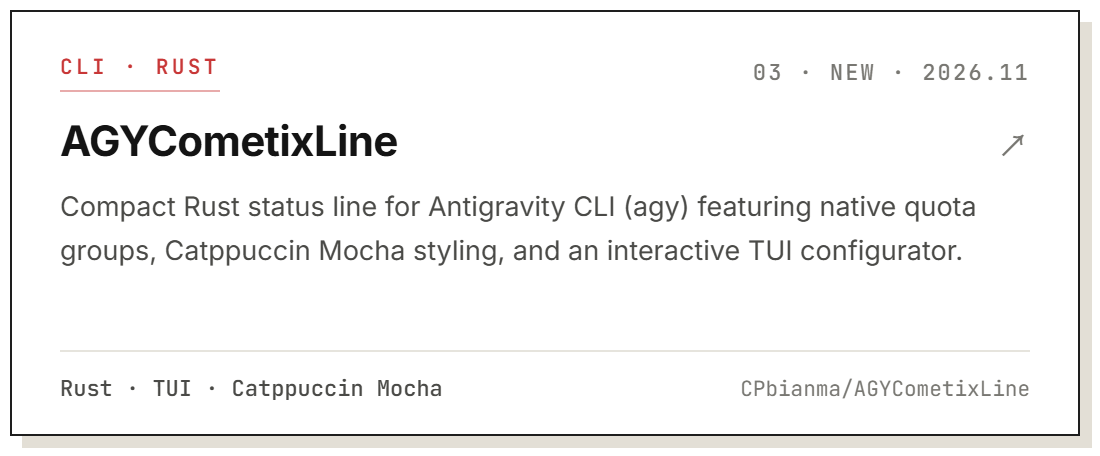 CLI · RUST
03 · NEW · 2026.11
AGYCometixLine
↗
Compact Rust status line for Antigravity CLI (agy) featuring native quota
groups, Catppuccin Mocha styling, and an interactive TUI configurator.
Rust · TUI · Catppuccin Mocha
CPbianma/AGYCometixLine